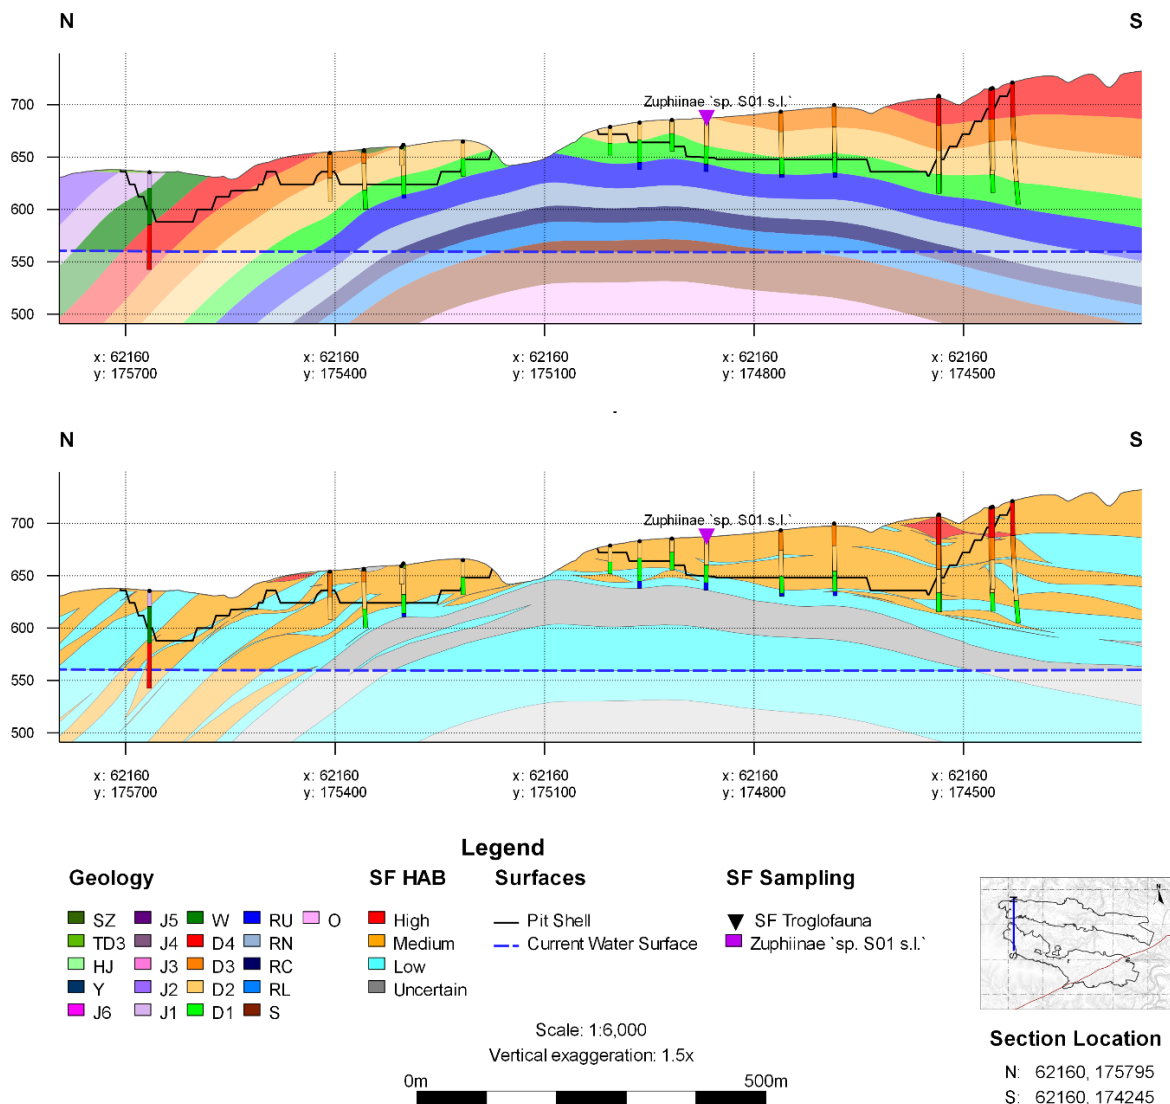 N S
Zuphiinae `sp. S01 s.l.`
700
650
600
550
500
x: 62160 x: 62160 x: 62160 x: 62160 x: 62160
y: 175700 y: 175400 y: 175100 y: 174800 y: 174500
N S
Zuphiinae `sp. S01 s.l.`
700
650
600
550
500
x: 62160 x: 62160 x: 62160 x: 62160 x: 62160
y: 175700 y: 175400 y: 175100 y: 174800 y: 174500
Legend
Geology SF HAB Surfaces SF Sampling
SZ J5 W RU O High Pit Shell SF Troglofauna
TD3 J4 D4 RN Medium Current Water Surface Zuphiinae `sp. S01 s.l.`
HJ J3 D3 RC Low
Y J2 D2 RL Uncertain
J6 J1 D1 S
Scale: 1:6,000
Vertical exaggeration: 1.5x
0m 500m
N
S
N
Section Location
N: 62160, 175795
S: 62160, 174245